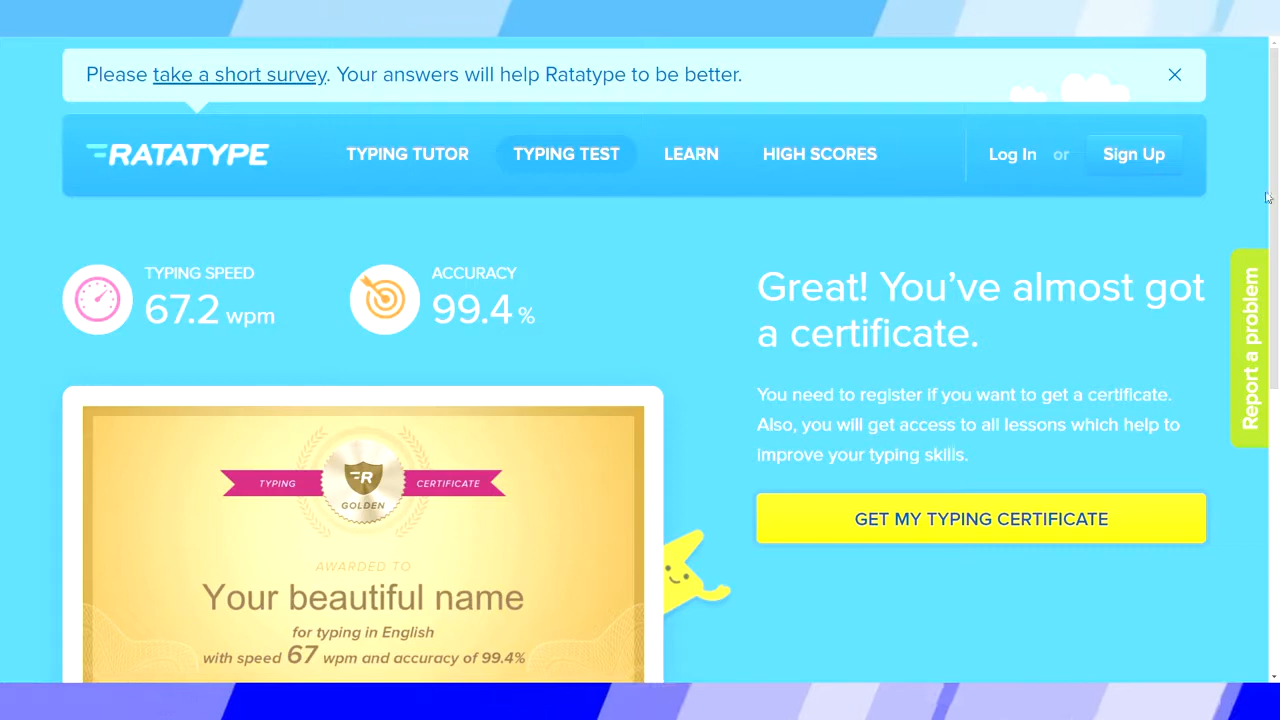 Please take a short survey. Your answers will help Ratatype to be better.
RATATYPE TYPING TUTOR TYPING TEST LEARN HIGH SCORES Log In or Sign Up
TYPING SPEED
67.2 wpm
ACCURACY
99.4 %
Great! You’ve almost got
a certificate.
You need to register if you want to get a certificate.
Also, you will get access to all lessons which help to
improve your typing skills.
GET MY TYPING CERTIFICATE
Report a problem
TYPING
R
GOLDEN
CERTIFICATE
AWARDED TO
Your beautiful name
for typing in English
with speed 67 wpm and accuracy of 99.4%